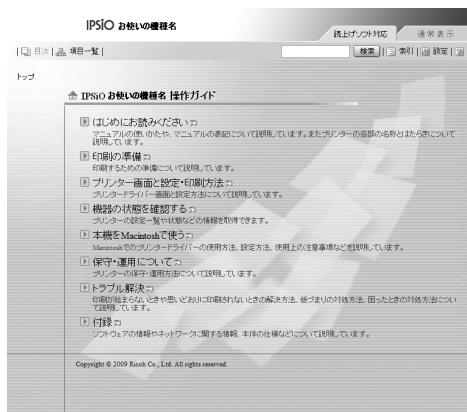 IPSiO お使いの機種名
読上げソフト対応 通常表示
目次 項目一覧 検索 索引 設定
トップ
IPSiO お使いの機種名 操作ガイド
はじめにお読みください
マニュアルの使いかたや、マニュアルの表記について説明しています。またプリンターの各部の名称とはたらきについて
説明しています。
印刷の準備
印刷するための準備について説明しています。
プリンター画面と設定・印刷方法
プリンタードライバー画面と設定方法について説明しています。
機器の状態を確認する
プリンターの設定一覧や状態などの情報を取得できます。
本機をMacintoshで使う
Macintoshでのプリンタードライバーの使用方法、設定方法、使用上の注意事項などを説明しています。
保守・運用について
プリンターの保守・運用方法について説明しています。
トラブル解決
印刷が始まらないときや思いどおりに印刷されないときの解決方法、紙づまりの対処方法、困ったときの対処方法につい
て説明しています。
付録
ソフトウェアの情報やネットワークに関する情報、本体の仕様などについて説明しています。
Copyright © 2009 Ricoh Co., Ltd. All rights reserved.